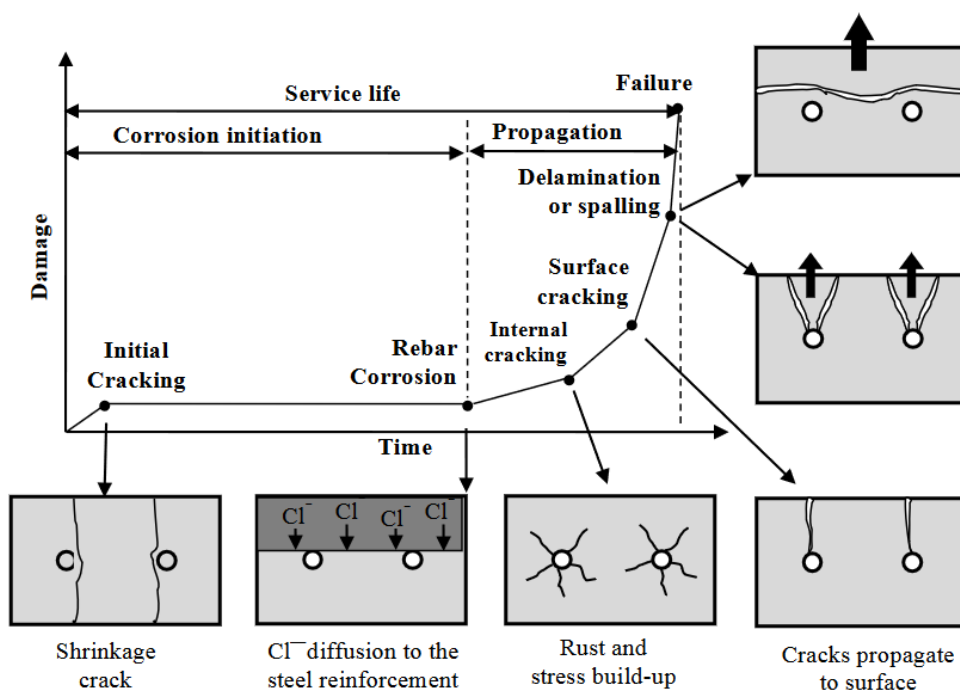 Failure
Service life
Corrosion initiation
Propagation
Delamination
or spalling
Surface
cracking
Internal
cracking
Rebar
Corrosion
Initial
Cracking
Damage
Time
Cl⁻ Cl Cl⁻ Cl⁻
Shrinkage
crack
Cl⁻ diffusion to the
steel reinforcement
Rust and
stress build-up
Cracks propagate
to surface